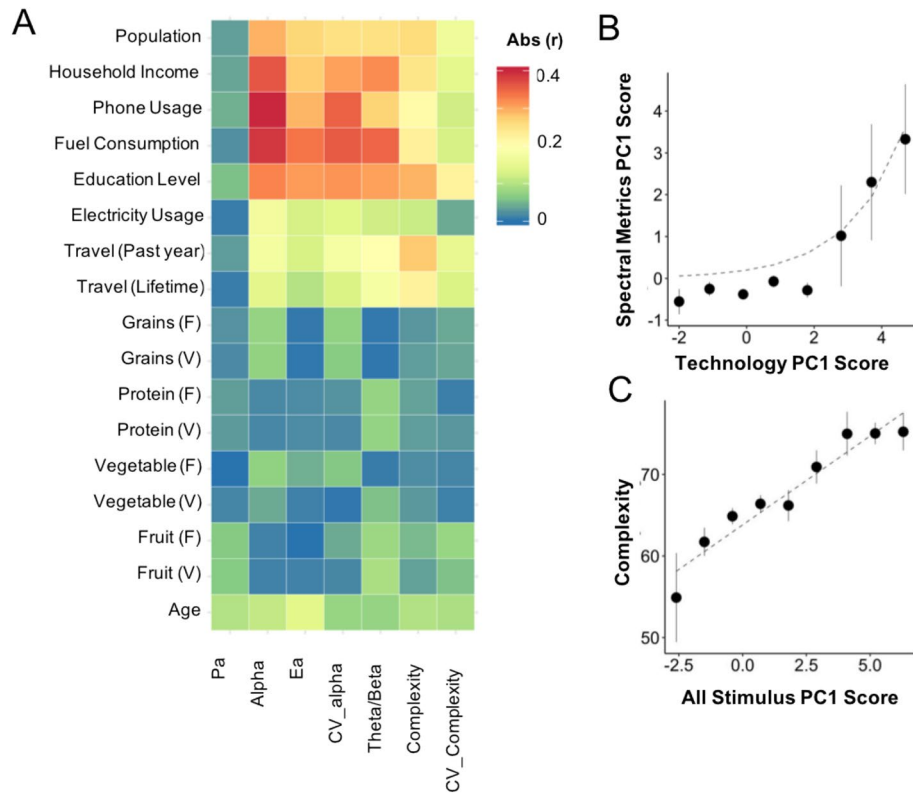 A
Population
Household Income
Phone Usage
Fuel Consumption
Education Level
Electricity Usage
Travel (Past year)
Travel (Lifetime)
Grains (F)
Grains (V)
Protein (F)
Protein (V)
Vegetable (F)
Vegetable (V)
Fruit (F)
Fruit (V)
Age
Pa
Alpha
Ea
CV_alpha
Theta/Beta
Complexity
CV_Complexity
Abs (r)
0.4
0.2
0
B
Spectral Metrics PC1 Score
4
3
2
1
0
-1
-2
0
2
4
Technology PC1 Score
C
Complexity
70
60
50
-2.5
0.0
2.5
5.0
All Stimulus PC1 Score